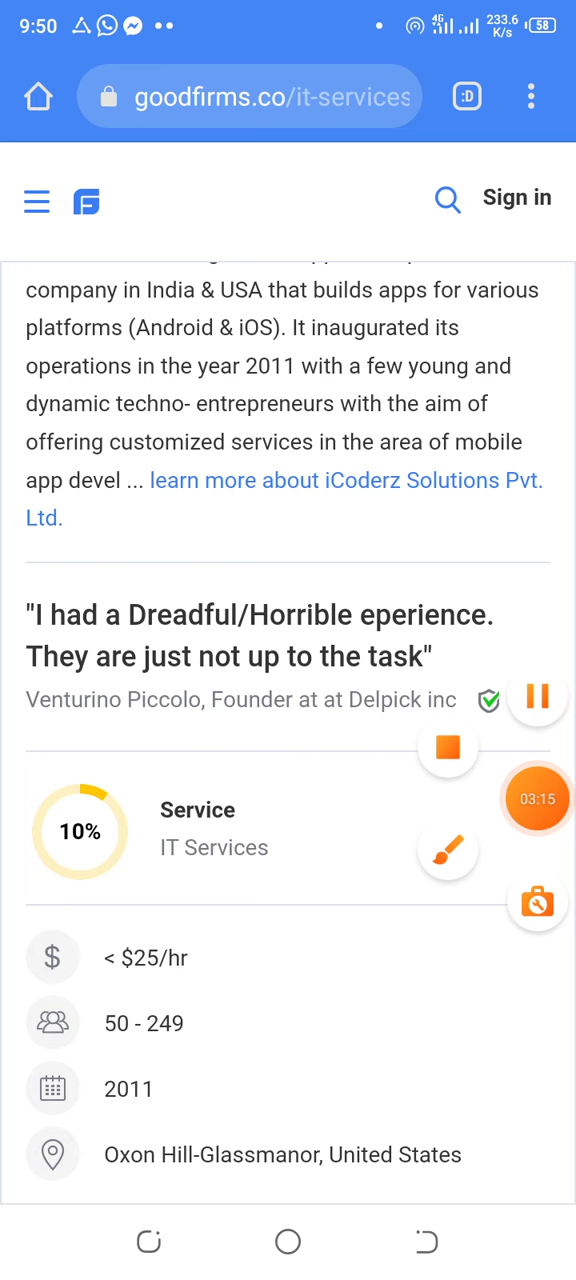 9:50
4G
233.6
K/s
58
goodfirms.co/it-services
:D
Sign in
company in India & USA that builds apps for various
platforms (Android & iOS). It inaugurated its
operations in the year 2011 with a few young and
dynamic techno- entrepreneurs with the aim of
offering customized services in the area of mobile
app devel ... learn more about iCoderz Solutions Pvt.
Ltd.
"I had a Dreadful/Horrible eperience.
They are just not up to the task"
Venturino Piccolo, Founder at at Delpick inc
03:15
10%
Service
IT Services
$
< $25/hr
50 - 249
2011
Oxon Hill-Glassmanor, United States